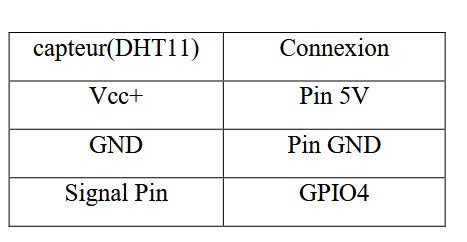 capteur(DHT11) Connexion
Vcc+ Pin 5V
GND Pin GND
Signal Pin GPIO4